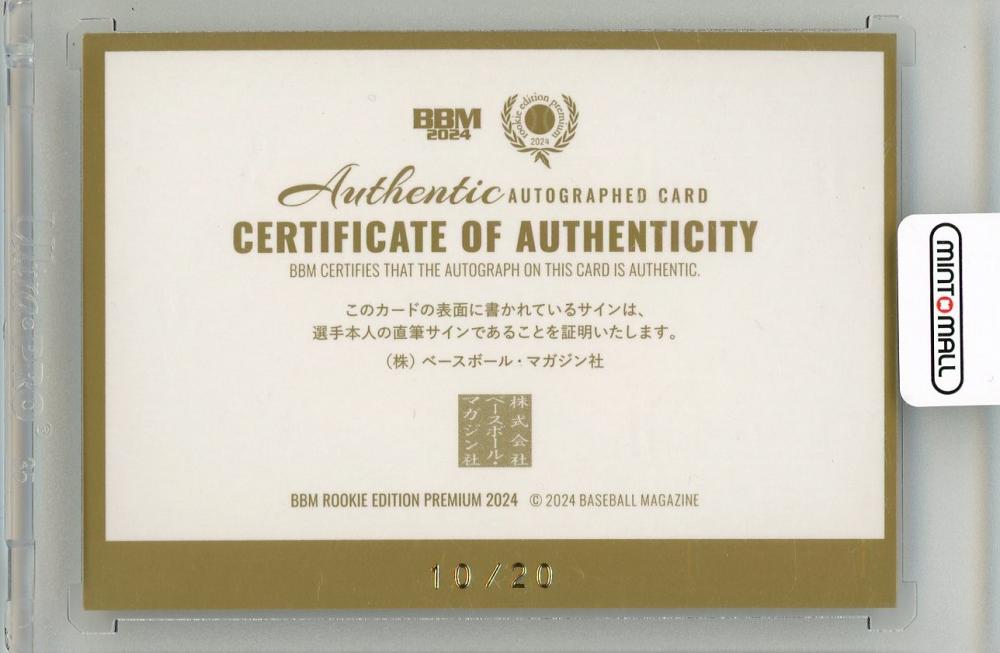 BBM
2024
rookie edition premium
2024
Authentic AUTOGRAPHED CARD
CERTIFICATE OF AUTHENTICITY
BBM CERTIFIES THAT THE AUTOGRAPH ON THIS CARD IS AUTHENTIC.
このカードの表面に書かれているサインは、
選手本人の直筆サインであることを証明いたします。
（株）ベースボール・マガジン社
株式会社
ベースボール・
マガジン社
BBM ROOKIE EDITION PREMIUM 2024 © 2024 BASEBALL MAGAZINE
10/20
MINT MALL